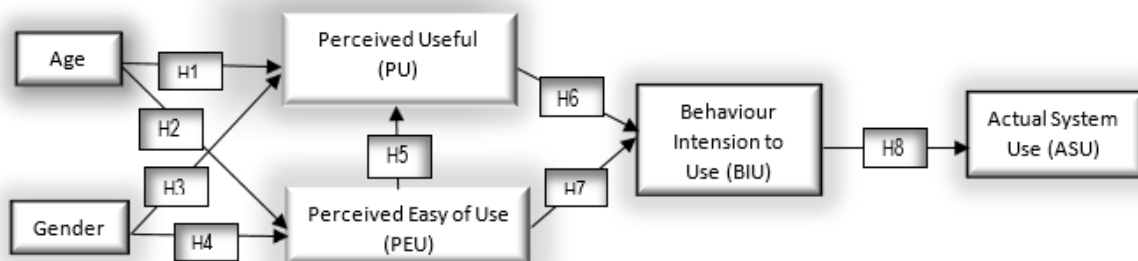 Age
H1
Perceived Useful
(PU)
H2
H3
H5
H6
Behaviour
Intension to
Use (BIU)
H8
Actual System
Use (ASU)
Gender
H4
Perceived Easy of Use
(PEU)
H7